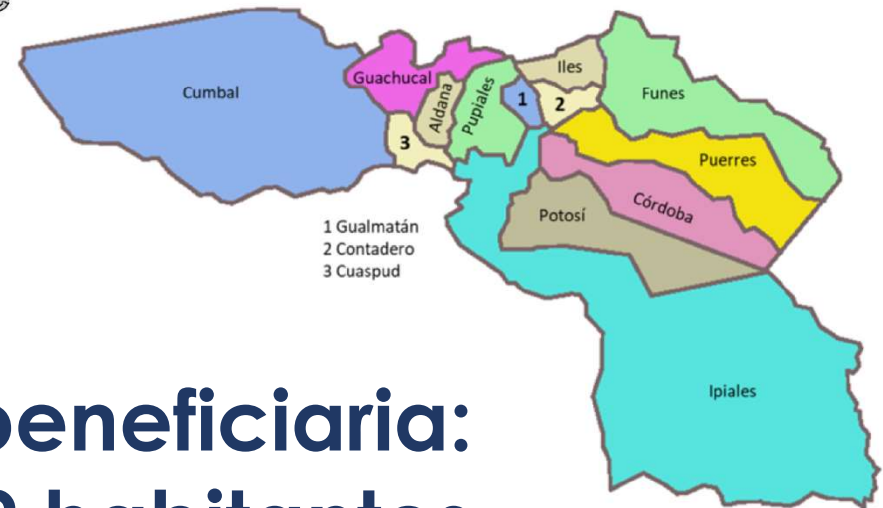 Cumbal
Guachucal
Aldana
Pupiales
1
Iles
2
Funes
3
Puerres
Córdoba
Potosí
1 Gualmatán
2 Contadero
3 Cuaspud
Ipiales
beneficiaria:
habitantes